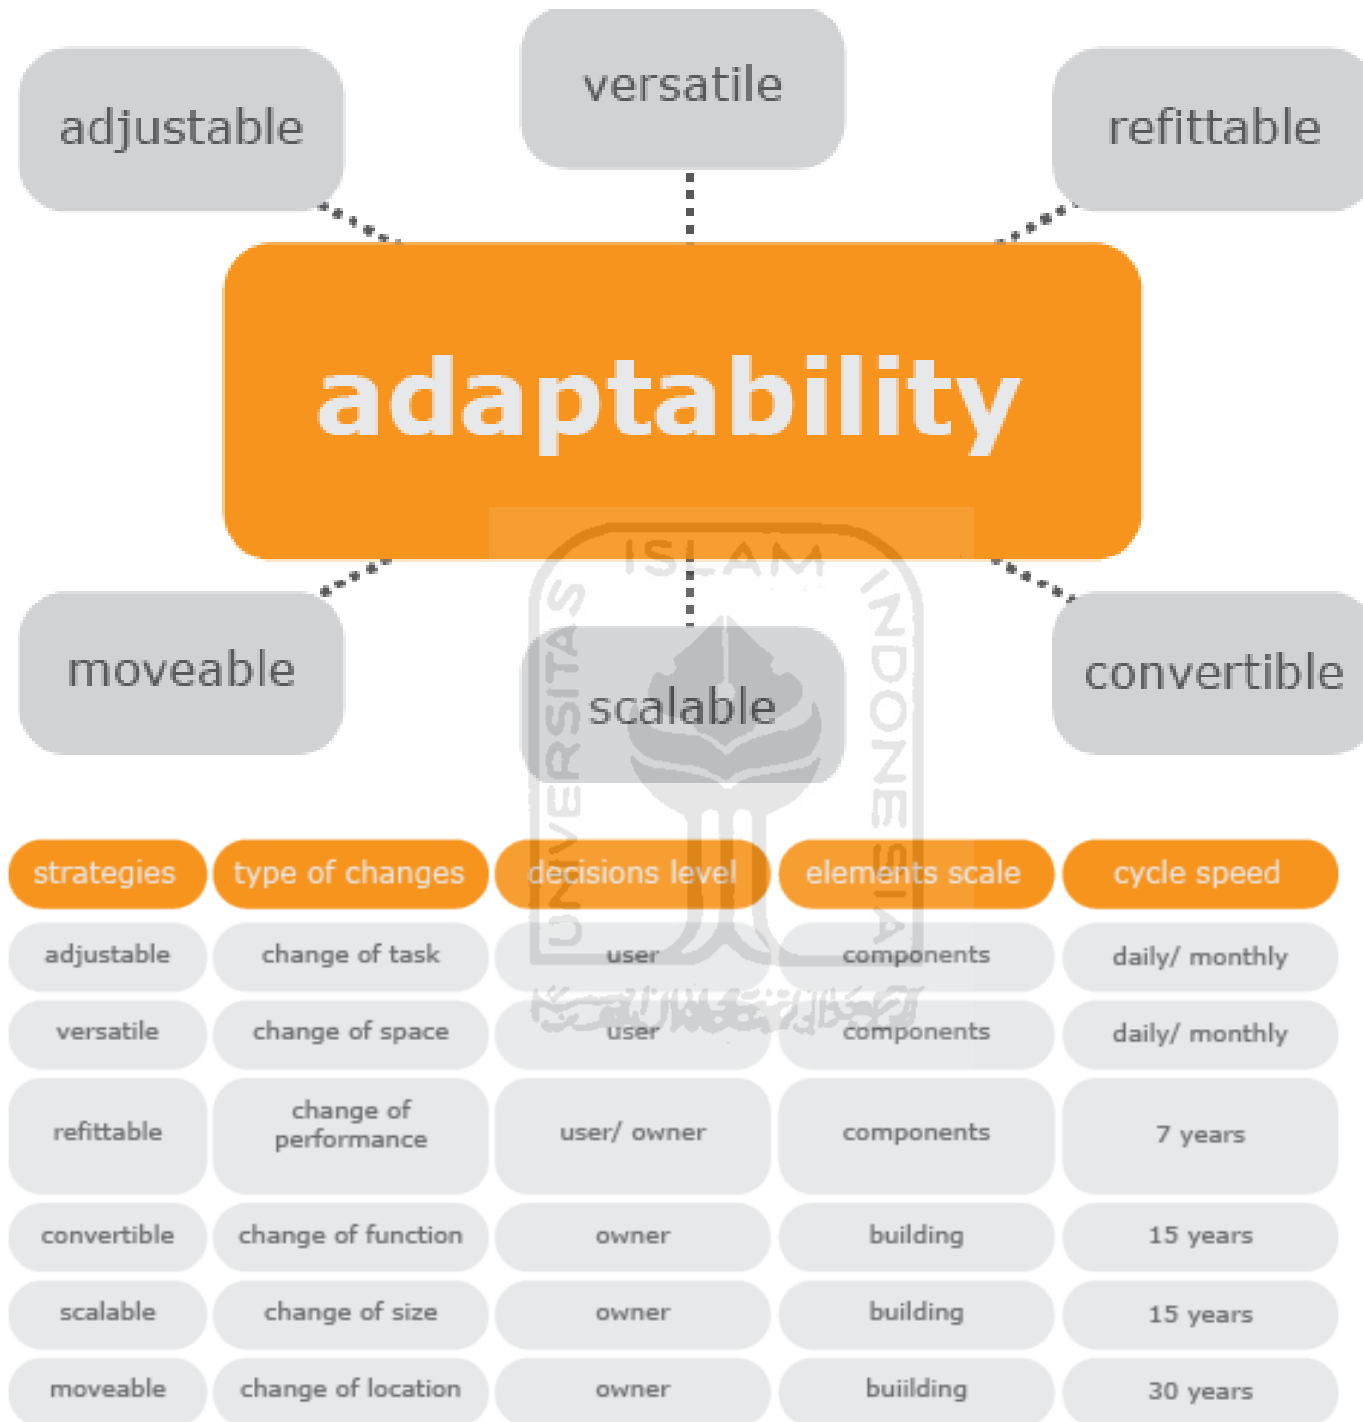 versatile
adjustable
refittable
adaptability
moveable
scalable
convertible
UNIVERSITAS ISLAM INDONESIA
strategies type of changes decisions level elements scale cycle speed
adjustable change of task user components daily/ monthly
versatile change of space user components daily/ monthly
refittable change of performance user/ owner components 7 years
convertible change of function owner building 15 years
scalable change of size owner building 15 years
moveable change of location owner buiilding 30 years